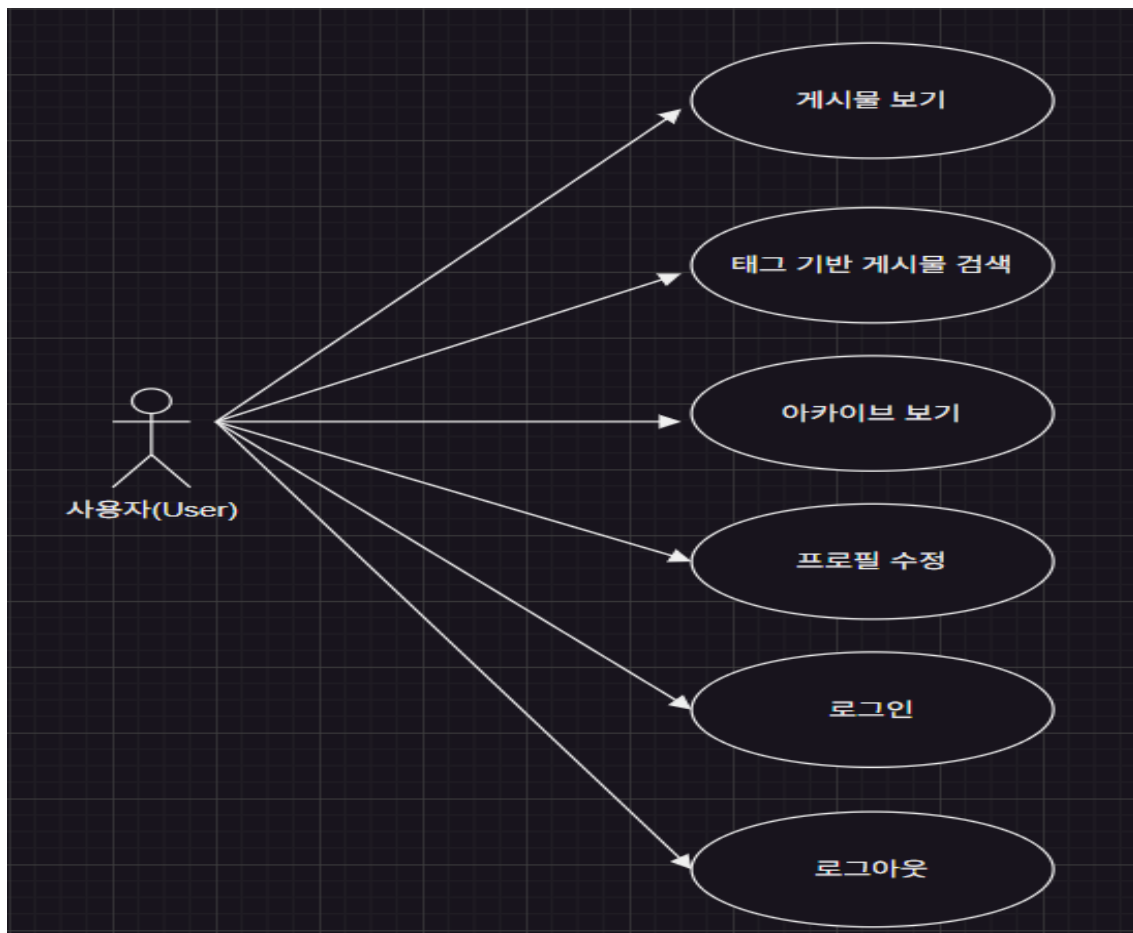 게시물 보기
태그 기반 게시물 검색
아카이브 보기
사용자(User)
프로필 수정
로그인
로그아웃